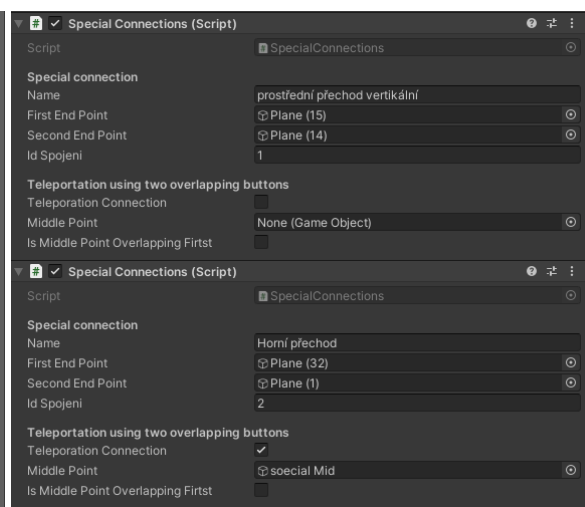 Special Connections (Script)
Script SpecialConnections
Special connection
Name prostřední přechod vertikální
First End Point Plane (15)
Second End Point Plane (14)
Id Spojeni 1
Teleportation using two overlapping buttons
Teleporation Connection
Middle Point None (Game Object)
Is Middle Point Overlapping Firtst
Special Connections (Script)
Script SpecialConnections
Special connection
Name Horní přechod
First End Point Plane (32)
Second End Point Plane (1)
Id Spojeni 2
Teleportation using two overlapping buttons
Teleporation Connection
Middle Point soecial Mid
Is Middle Point Overlapping Firtst